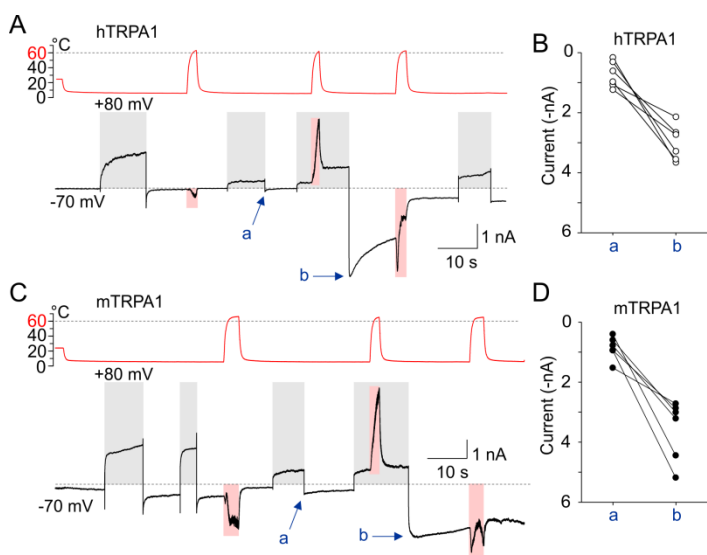 A
hTRPA1
°C
60
40
20
0
+80 mV
-70 mV
a
b
1 nA
10 s
B
hTRPA1
Current (-nA)
0
2
4
6
a
b
C
mTRPA1
°C
60
40
20
0
+80 mV
-70 mV
a
b
1 nA
10 s
D
mTRPA1
Current (-nA)
0
2
4
6
a
b